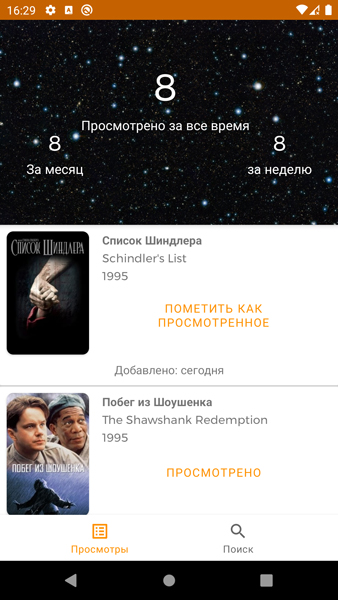 16:29
8
Просмотрено за все время
8
За месяц
8
за неделю
СПИСОК ШИНДЛЕРА
Список Шиндлера
Schindler's List
1995
ПОМЕТИТЬ КАК
ПРОСМОТРЕННОЕ
Добавлено: сегодня
ПОБЕГ ИЗ ШОУШЕНКА
Побег из Шоушенка
The Shawshank Redemption
1995
ПРОСМОТРЕНО
Просмотры
Поиск